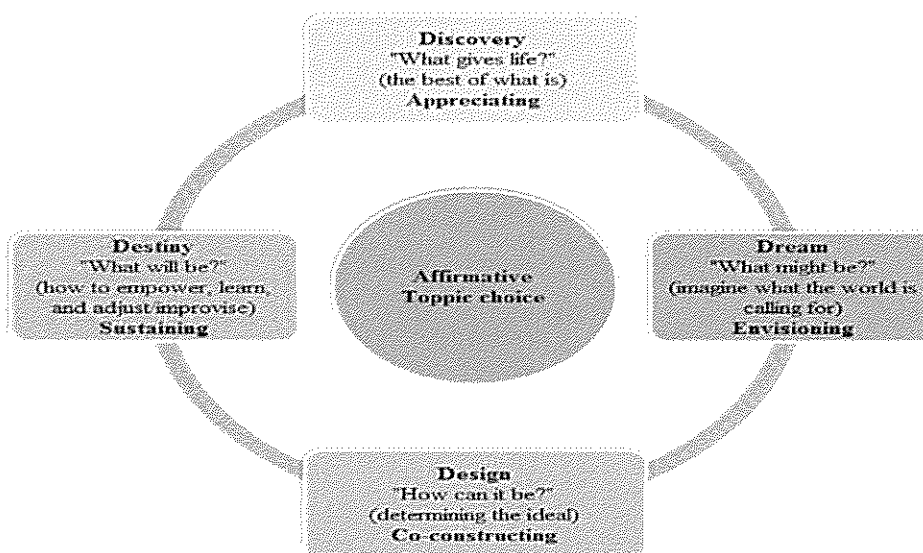 Discovery
"What gives life?"
(the best of what is)
Appreciating
Destiny
"What will be?"
(how to empower, learn,
and adjust/improvise)
Sustaining
Affirmative
Toppic choice
Dream
"What might be?"
(imagine what the world is
calling for)
Envisioning
Design
"How can it be?"
(determining the ideal)
Co-constructing